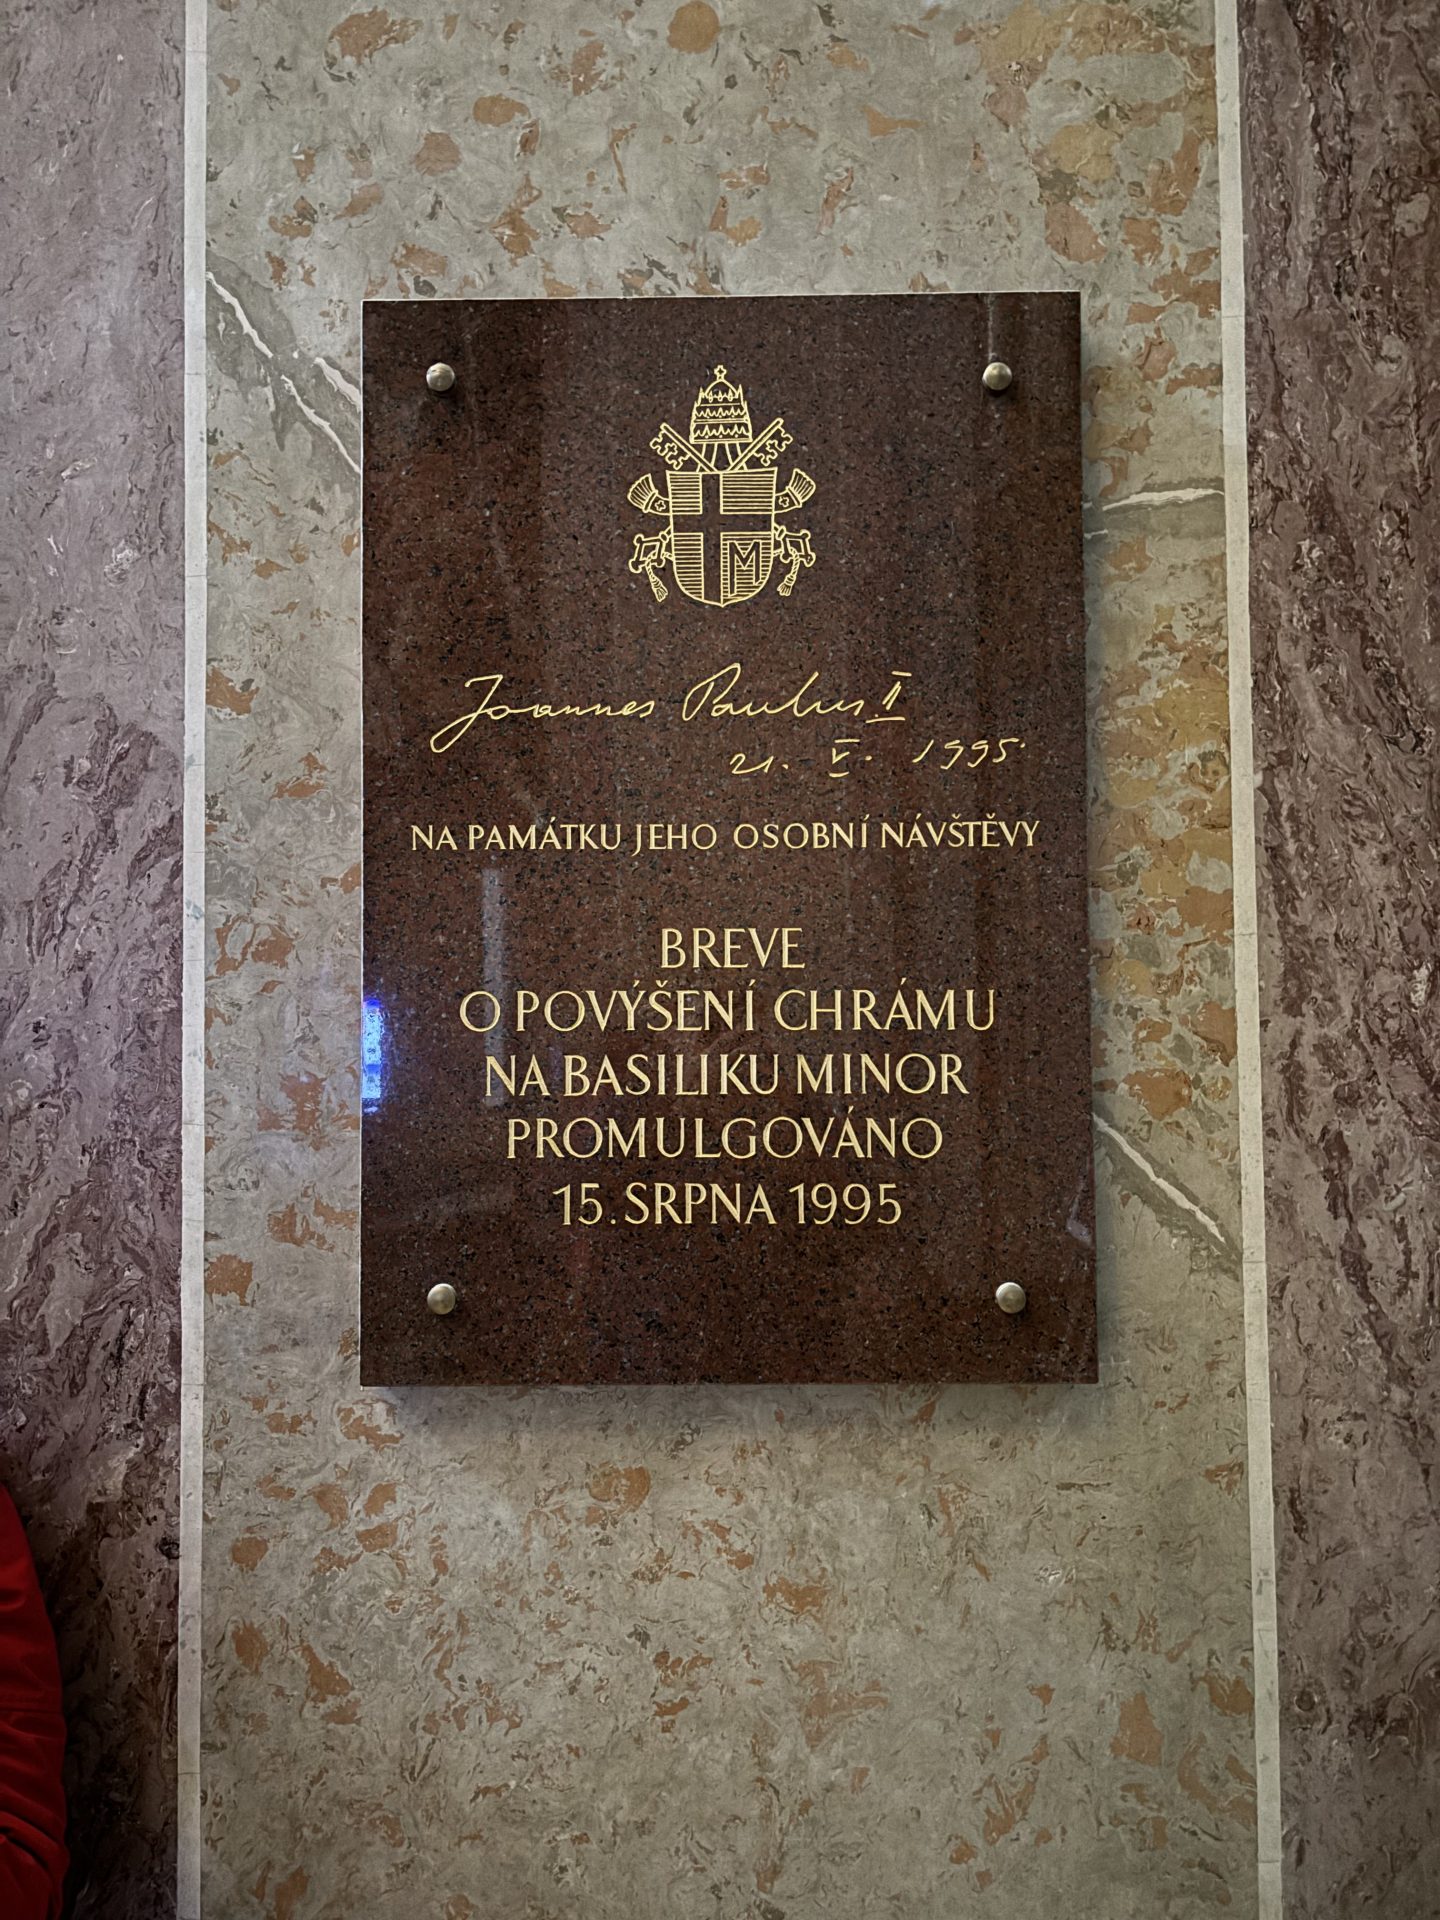 M
Joannes Paulus II
21. V. 1995.
NA PAMÁTKU JEHO OSOBNÍ NÁVŠTĚVY
BREVE
O POVÝŠENÍ CHRÁMU
NA BASILIKU MINOR
PROMULGOVÁNO
15. SRPNA 1995